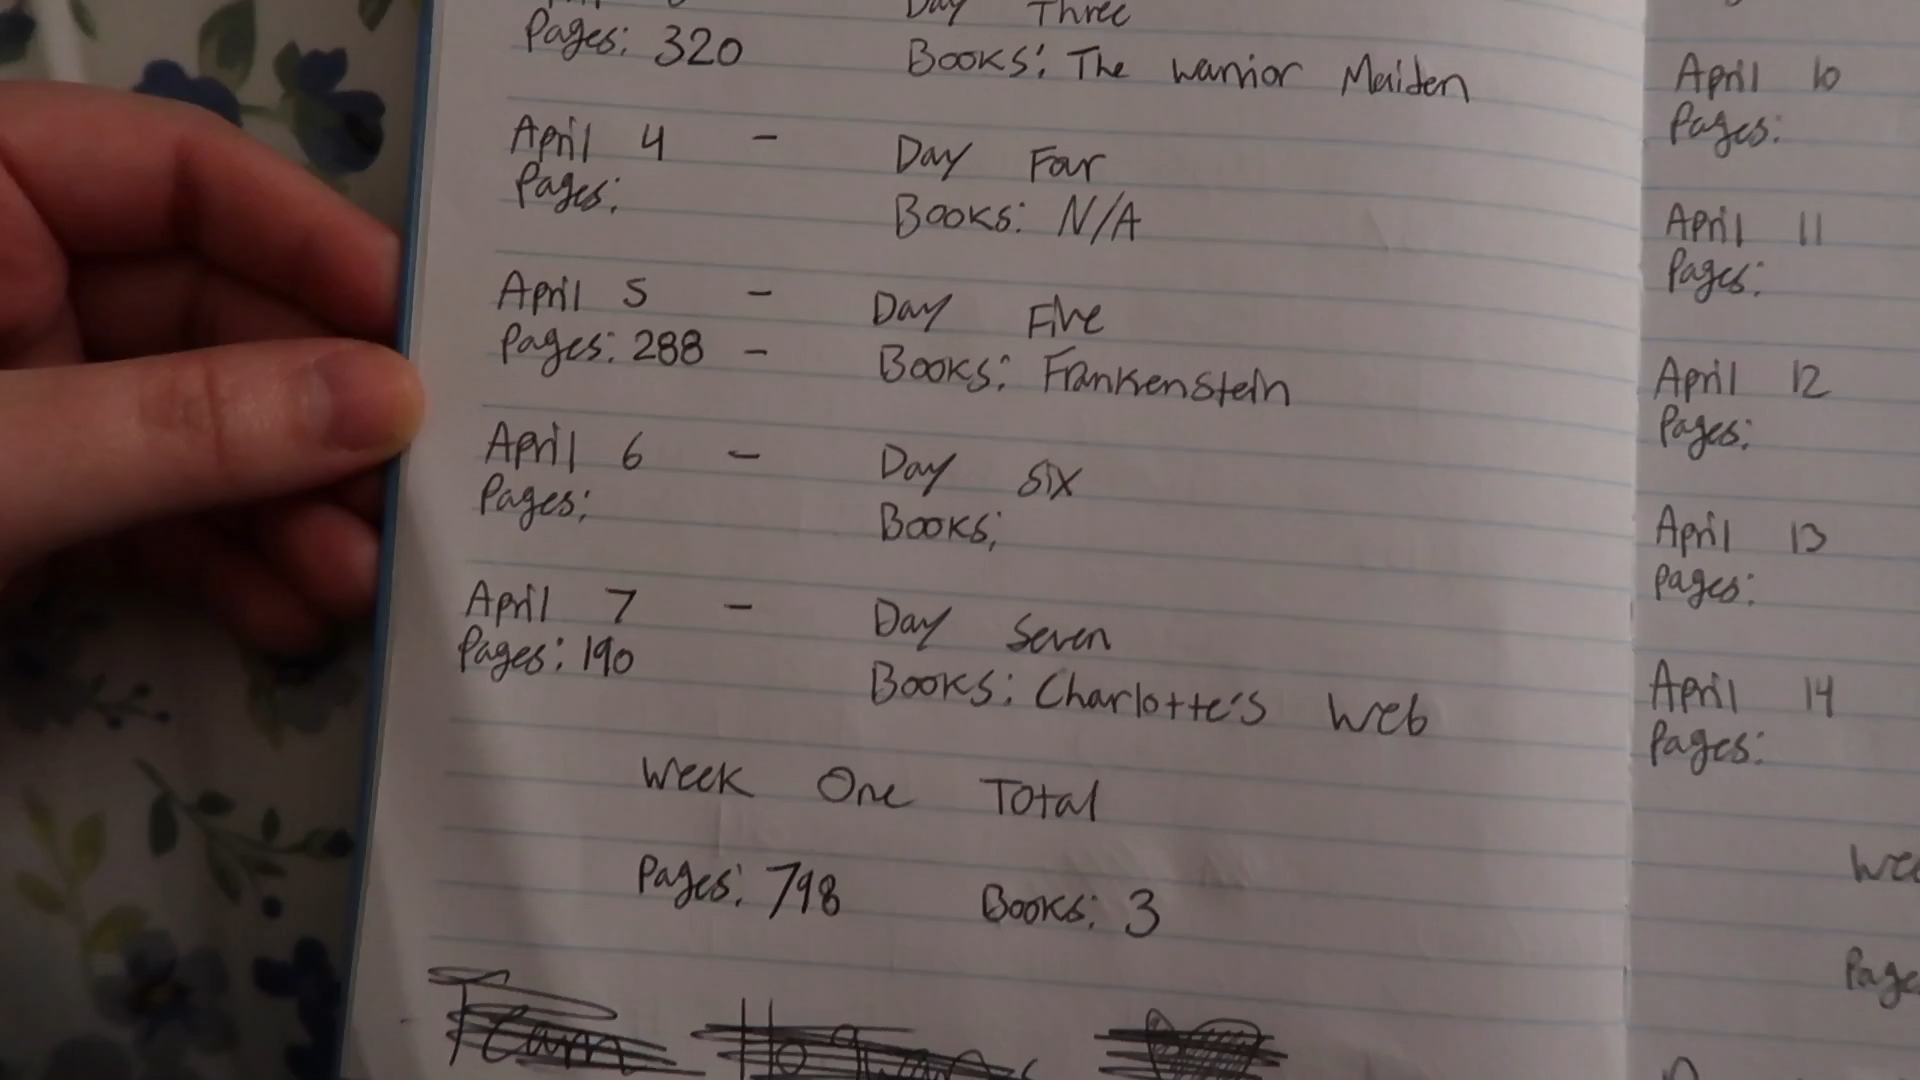 Day Three
Pages: 320 Books: The Warrior Maiden
April 4 - Day Four
Pages: Books: N/A
April 5 - Day Five
Pages: 288 - Books: Frankenstein
April 6 - Day Six
Pages: Books:
April 7 - Day Seven
Pages: 190 Books: Charlotte's Web
Week One Total
Pages: 798 Books: 3
Team
April 10
Pages:
April 11
Pages:
April 12
Pages:
April 13
Pages:
April 14
Pages: